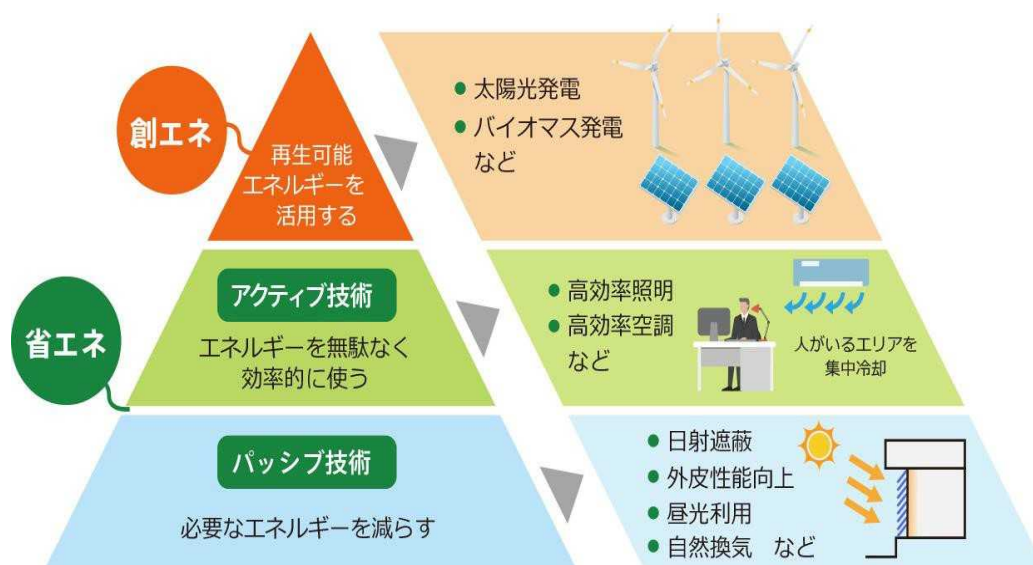 創エネ
再生可能
エネルギーを
活用する
● 太陽光発電
● バイオマス発電
など
省エネ
アクティブ技術
エネルギーを無駄なく
効率的に使う
● 高効率照明
● 高効率空調
など
人がいるエリアを
集中冷却
パッシブ技術
必要なエネルギーを減らす
● 日射遮蔽
● 外皮性能向上
● 昼光利用
● 自然換気 など